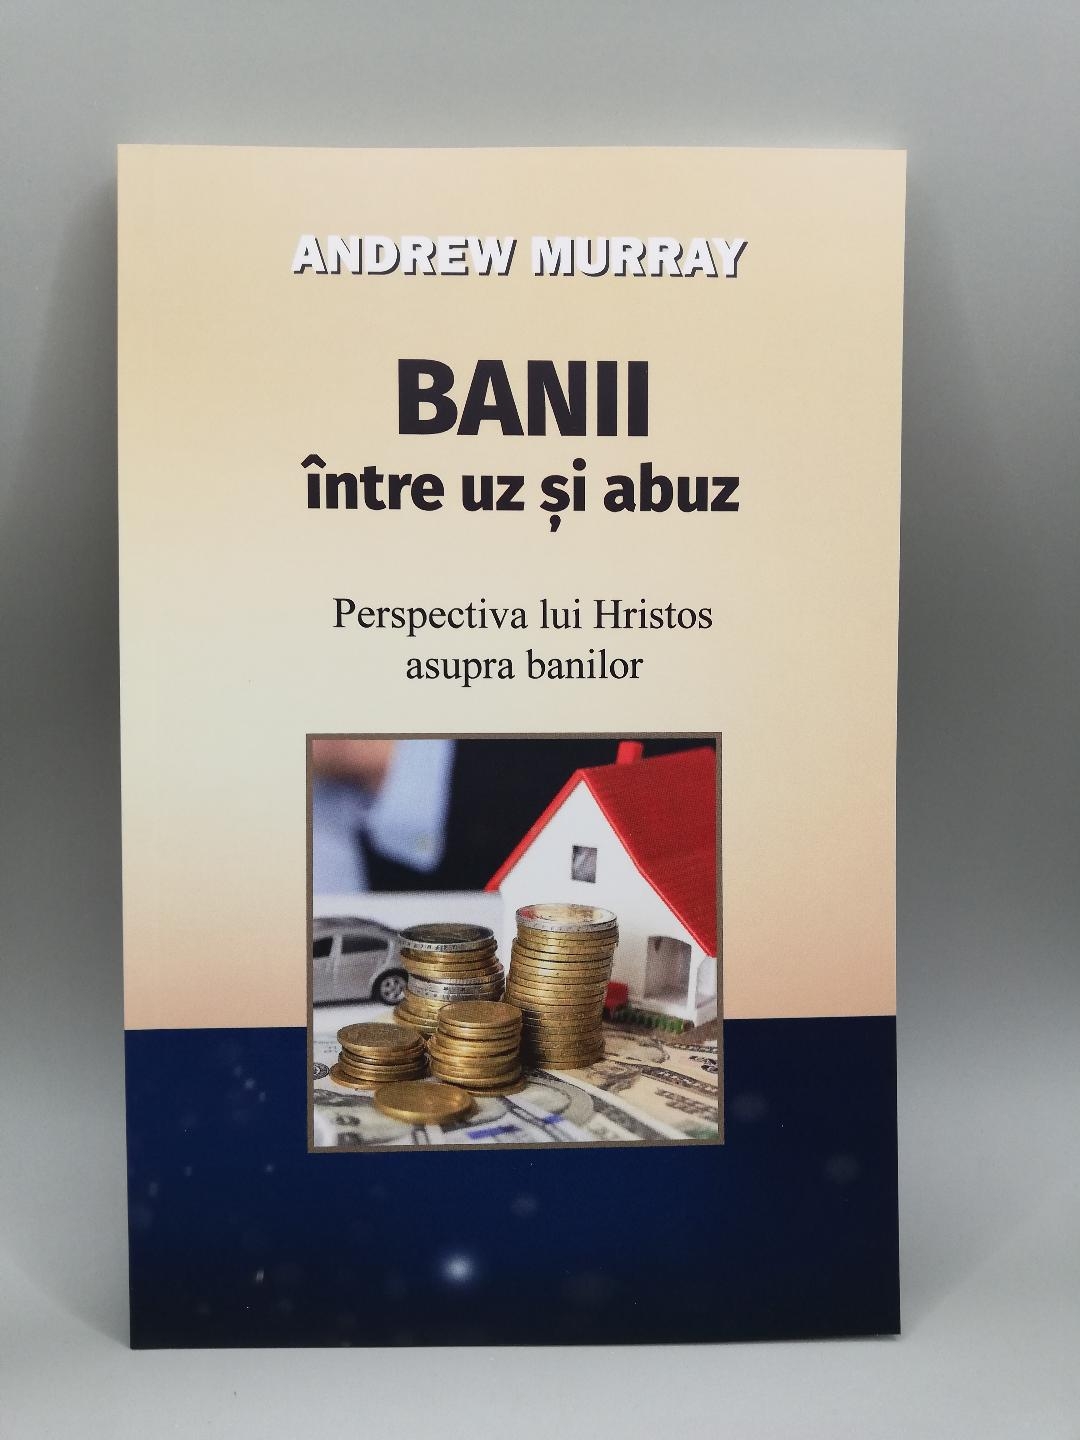 ANDREW MURRAY
BANII
între uz și abuz
Perspectiva lui Hristos
asupra banilor